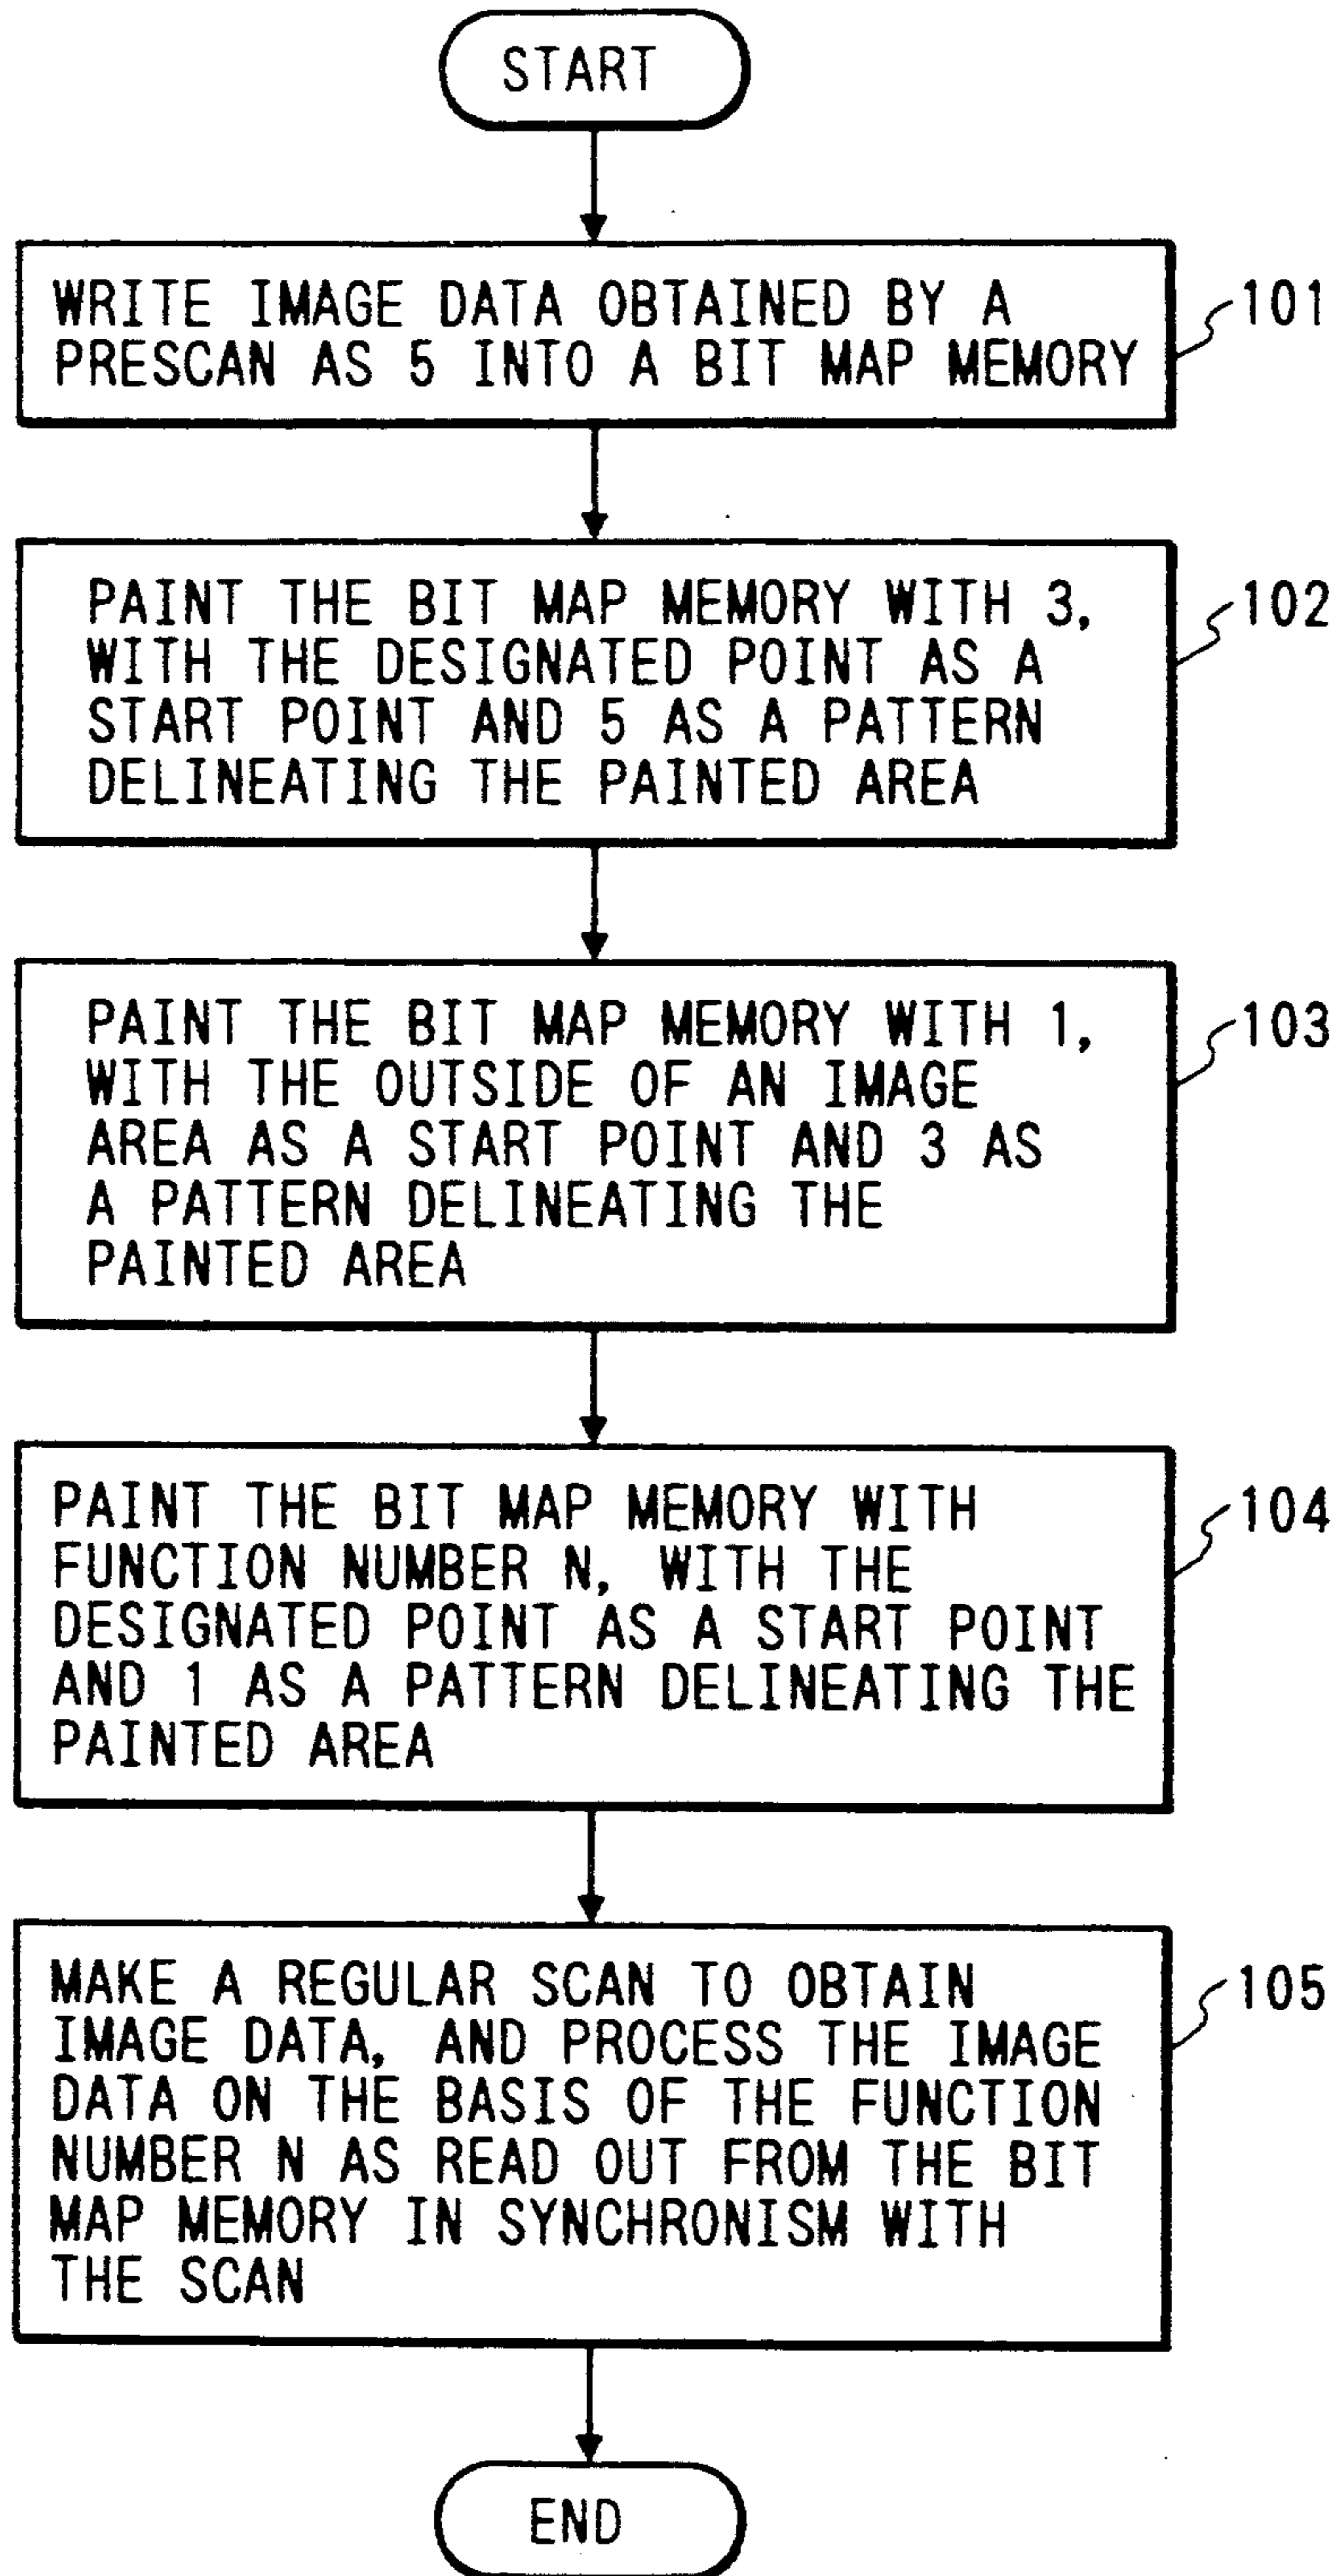 START
WRITE IMAGE DATA OBTAINED BY A
PRESCAN AS 5 INTO A BIT MAP MEMORY
101
PAINT THE BIT MAP MEMORY WITH 3,
WITH THE DESIGNATED POINT AS A
START POINT AND 5 AS A PATTERN
DELINEATING THE PAINTED AREA
102
PAINT THE BIT MAP MEMORY WITH 1,
WITH THE OUTSIDE OF AN IMAGE
AREA AS A START POINT AND 3 AS
A PATTERN DELINEATING THE
PAINTED AREA
103
PAINT THE BIT MAP MEMORY WITH
FUNCTION NUMBER N, WITH THE
DESIGNATED POINT AS A START POINT
AND 1 AS A PATTERN DELINEATING THE
PAINTED AREA
104
MAKE A REGULAR SCAN TO OBTAIN
IMAGE DATA, AND PROCESS THE IMAGE
DATA ON THE BASIS OF THE FUNCTION
NUMBER N AS READ OUT FROM THE BIT
MAP MEMORY IN SYNCHRONISM WITH
THE SCAN
105
END